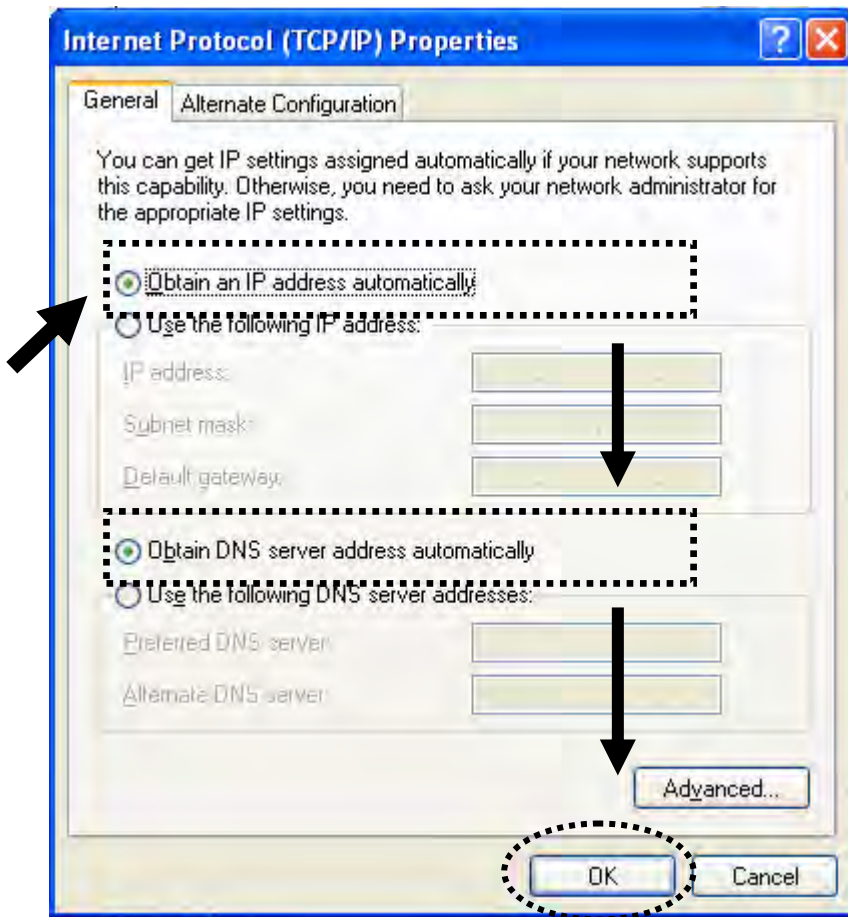 Internet Protocol (TCP/IP) Properties
?
General
Alternate Configuration
You can get IP settings assigned automatically if your network supports
this capability. Otherwise, you need to ask your network administrator for
the appropriate IP settings.
Obtain an IP address automatically
Use the following IP address:
IP address:
Subnet mask:
Default gateway:
Obtain DNS server address automatically
Use the following DNS server addresses:
Preferred DNS server:
Alternate DNS server:
Advanced...
OK
Cancel